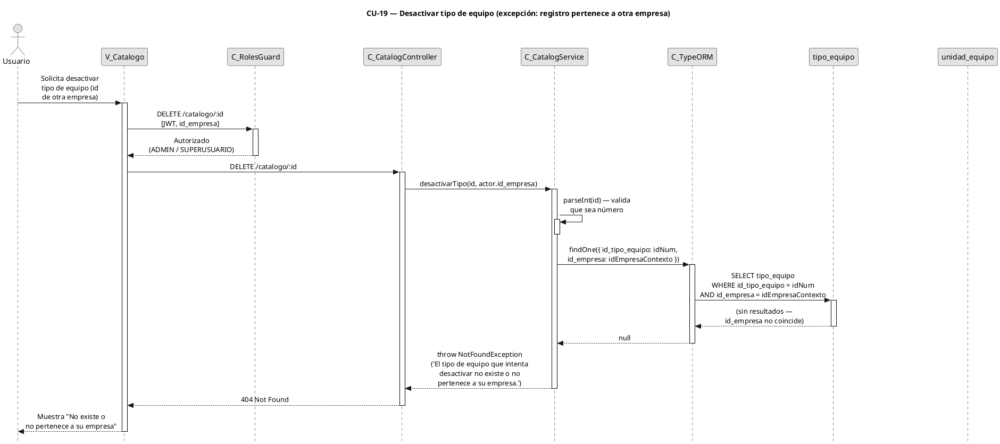 CU-19 — Desactivar tipo de equipo (excepción: registro pertenece a otra empresa)
Usuario
V_Catalogo
C_RolesGuard
C_CatalogController
C_CatalogService
C_TypeORM
tipo_equipo
unidad_equipo
Solicita desactivar
tipo de equipo (id
de otra empresa)
DELETE /catalogo/:id
[JWT, id_empresa]
Autorizado
(ADMIN / SUPERUSUARIO)
DELETE /catalogo/:id
desactivarTipo(id, actor.id_empresa)
parseInt(id) — valida
que sea número
findOne({ id_tipo_equipo: idNum,
id_empresa: idEmpresaContexto })
SELECT tipo_equipo
WHERE id_tipo_equipo = idNum
AND id_empresa = idEmpresaContexto
(sin resultados —
id_empresa no coincide)
null
throw NotFoundException
('El tipo de equipo que intenta
desactivar no existe o no
pertenece a su empresa.')
404 Not Found
Muestra "No existe o
no pertenece a su empresa"